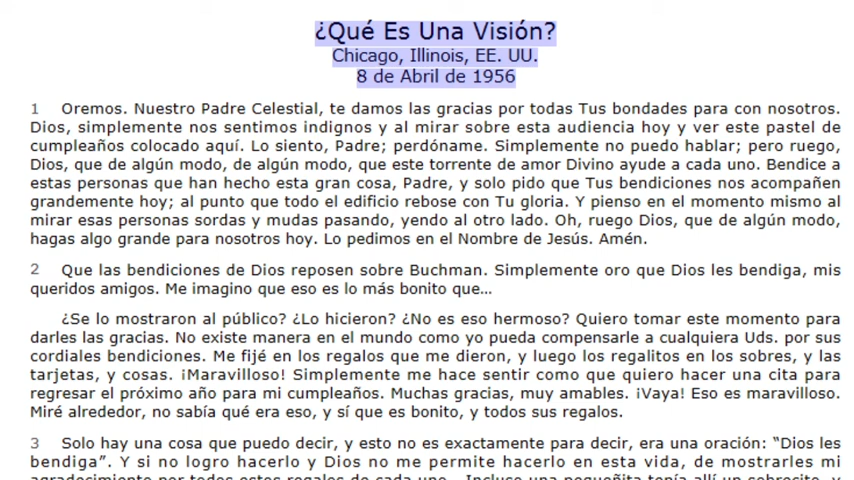 ¿Qué Es Una Visión?
Chicago, Illinois, EE. UU.
8 de Abril de 1956
1 Oremos. Nuestro Padre Celestial, te damos las gracias por todas Tus bondades para con nosotros.
Dios, simplemente nos sentimos indignos y al mirar sobre esta audiencia hoy y ver este pastel de
cumpleaños colocado aquí. Lo siento, Padre; perdóname. Simplemente no puedo hablar; pero ruego,
Dios, que de algún modo, de algún modo, que este torrente de amor Divino ayude a cada uno. Bendice a
estas personas que han hecho esta gran cosa, Padre, y solo pido que Tus bendiciones nos acompañen
grandemente hoy; al punto que todo el edificio rebose con Tu gloria. Y pienso en el momento mismo al
mirar esas personas sordas y mudas pasando, yendo al otro lado. Oh, ruego Dios, que de algún modo,
hagas algo grande para nosotros hoy. Lo pedimos en el Nombre de Jesús. Amén.
2 Que las bendiciones de Dios reposen sobre Buchman. Simplemente oro que Dios les bendiga, mis
queridos amigos. Me imagino que eso es lo más bonito que…
¿Se lo mostraron al público? ¿Lo hicieron? ¿No es eso hermoso? Quiero tomar este momento para
darles las gracias. No existe manera en el mundo como yo pueda compensarle a cualquiera Uds. por sus
cordiales bendiciones. Me fijé en los regalos que me dieron, y luego los regalitos en los sobres, y las
tarjetas, y cosas. ¡Maravilloso! Simplemente me hace sentir como que quiero hacer una cita para
regresar el próximo año para mi cumpleaños. Muchas gracias, muy amables. ¡Vaya! Eso es maravilloso.
Miré alrededor, no sabía qué era eso, y sí que es bonito, y todos sus regalos.
3 Solo hay una cosa que puedo decir, y esto no es exactamente para decir, era una oración: “Dios les
bendiga”. Y si no logro hacerlo y Dios no me permite hacerlo en esta vida, de mostrarles mi
agradecimiento por todos estos regalos de cada uno… Incluso una pequeñita tenía allí un sobrecito, y